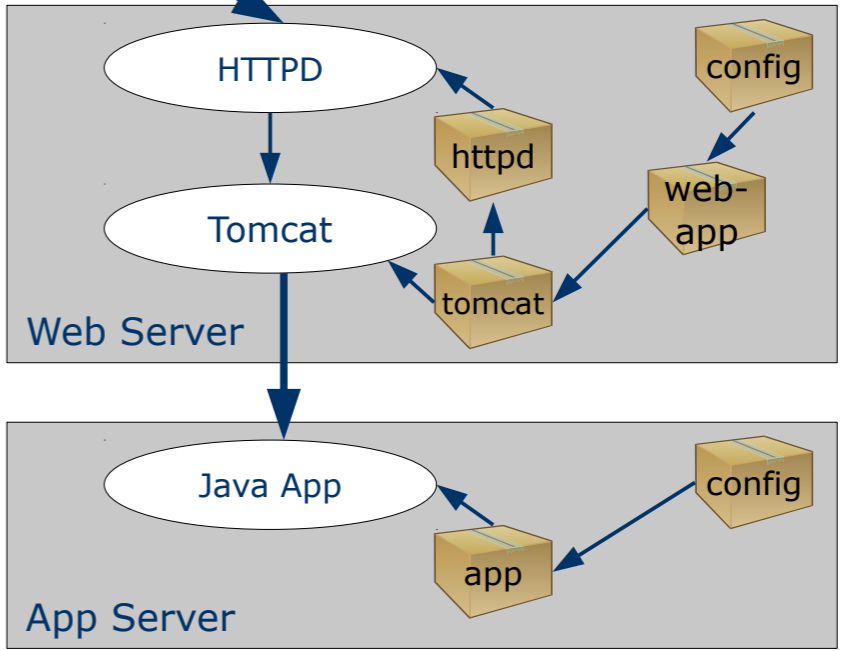 HTTPD
config
httpd
web-
app
Tomcat
tomcat
Web Server
Java App
config
app
App Server